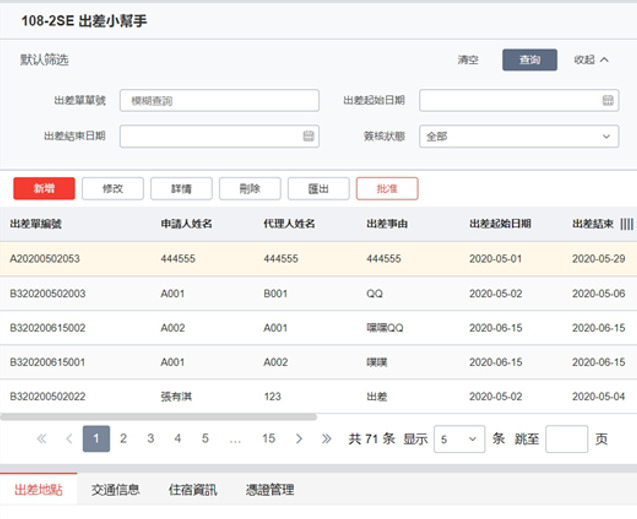 108-2SE 出差小幫手
默认筛选 清空 查询 收起
出差單單號 模糊查詢 出差起始日期
出差結束日期 簽核狀態 全部
新增 修改 詳情 刪除 匯出 批准
出差單編號 申請人姓名 代理人姓名 出差事由 出差起始日期 出差結束
A20200502053 444555 444555 444555 2020-05-01 2020-05-29
B320200502003 A001 B001 QQ 2020-05-02 2020-05-06
B320200615002 A002 A001 嘿嘿QQ 2020-06-15 2020-06-15
B320200615001 A001 A002 噗噗 2020-06-15 2020-06-15
B320200502022 張有淇 123 出差 2020-05-02 2020-05-04
1 2 3 4 5 ... 15 共 71 条 显示 5 条 跳至 页
出差地點 交通信息 住宿資訊 憑證管理